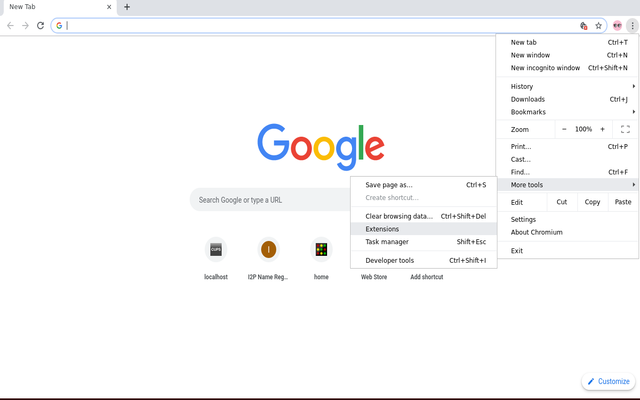 New Tab
New tab Ctrl+T
New window Ctrl+N
New incognito window Ctrl+Shift+N
History
Downloads Ctrl+J
Bookmarks
Zoom − 100% +
Print... Ctrl+P
Cast...
Find... Ctrl+F
More tools
Edit Cut Copy Paste
Settings
About Chromium
Exit
Google
Search Google or type a URL
Save page as... Ctrl+S
Create shortcut...
Clear browsing data... Ctrl+Shift+Del
Extensions
Task manager Shift+Esc
Developer tools Ctrl+Shift+I
CUPS
I
localhost
I2P Name Reg...
home
Web Store
Add shortcut
Customize